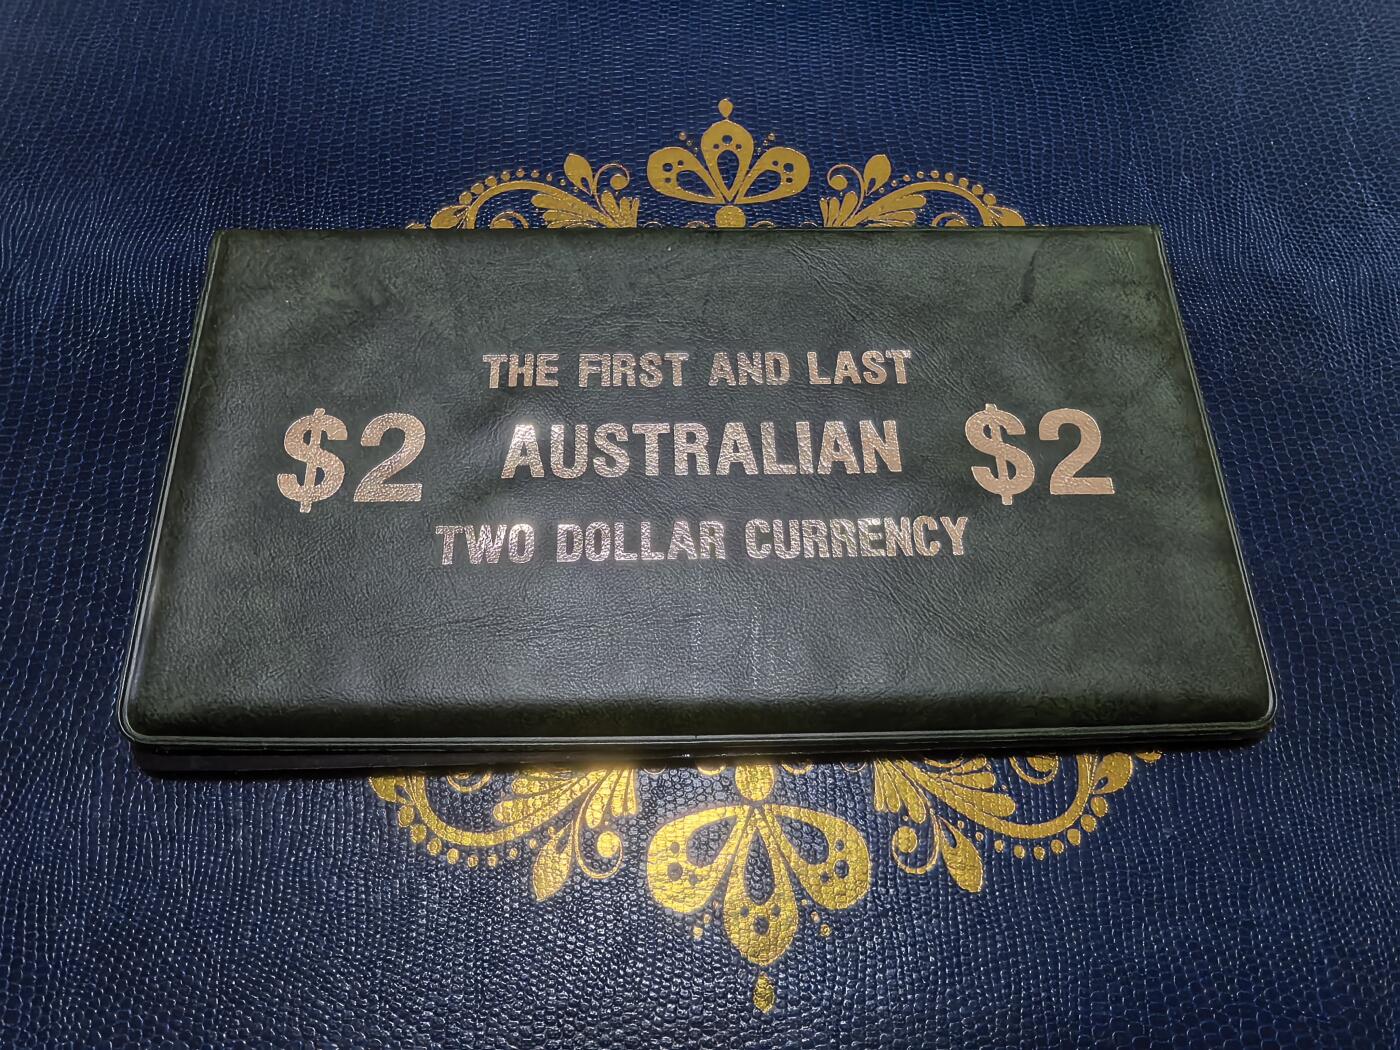 THE FIRST AND LAST
$2 AUSTRALIAN $2
TWO DOLLAR CURRENCY